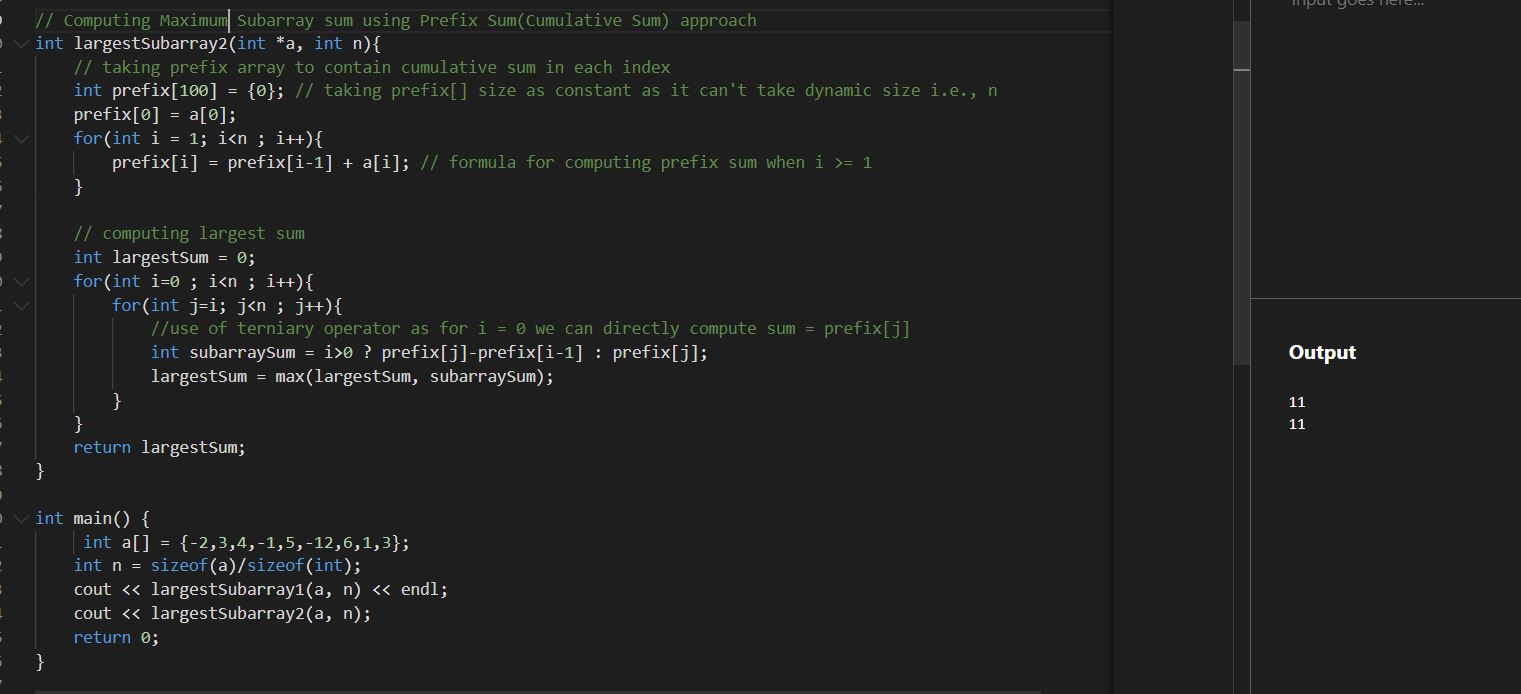 // Computing Maximum Subarray sum using Prefix Sum(Cumulative Sum) approach
int largestSubarray2(int *a, int n){
    // taking prefix array to contain cumulative sum in each index
    int prefix[100] = {0}; // taking prefix[] size as constant as it can't take dynamic size i.e., n
    prefix[0] = a[0];
    for(int i = 1; i<n ; i++){
        prefix[i] = prefix[i-1] + a[i]; // formula for computing prefix sum when i >= 1
    }
    // computing largest sum
    int largestSum = 0;
    for(int i=0 ; i<n ; i++){
        for(int j=i; j<n ; j++){
            //use of terniary operator as for i = 0 we can directly compute sum = prefix[j]
            int subarraySum = i>0 ? prefix[j]-prefix[i-1] : prefix[j];
            largestSum = max(largestSum, subarraySum);
        }
    }
    return largestSum;
}
int main() {
     int a[] = {-2,3,4,-1,5,-12,6,1,3};
    int n = sizeof(a)/sizeof(int);
    cout << largestSubarray1(a, n) << endl;
    cout << largestSubarray2(a, n);
    return 0;
}
Input goes here...
Output
11
11